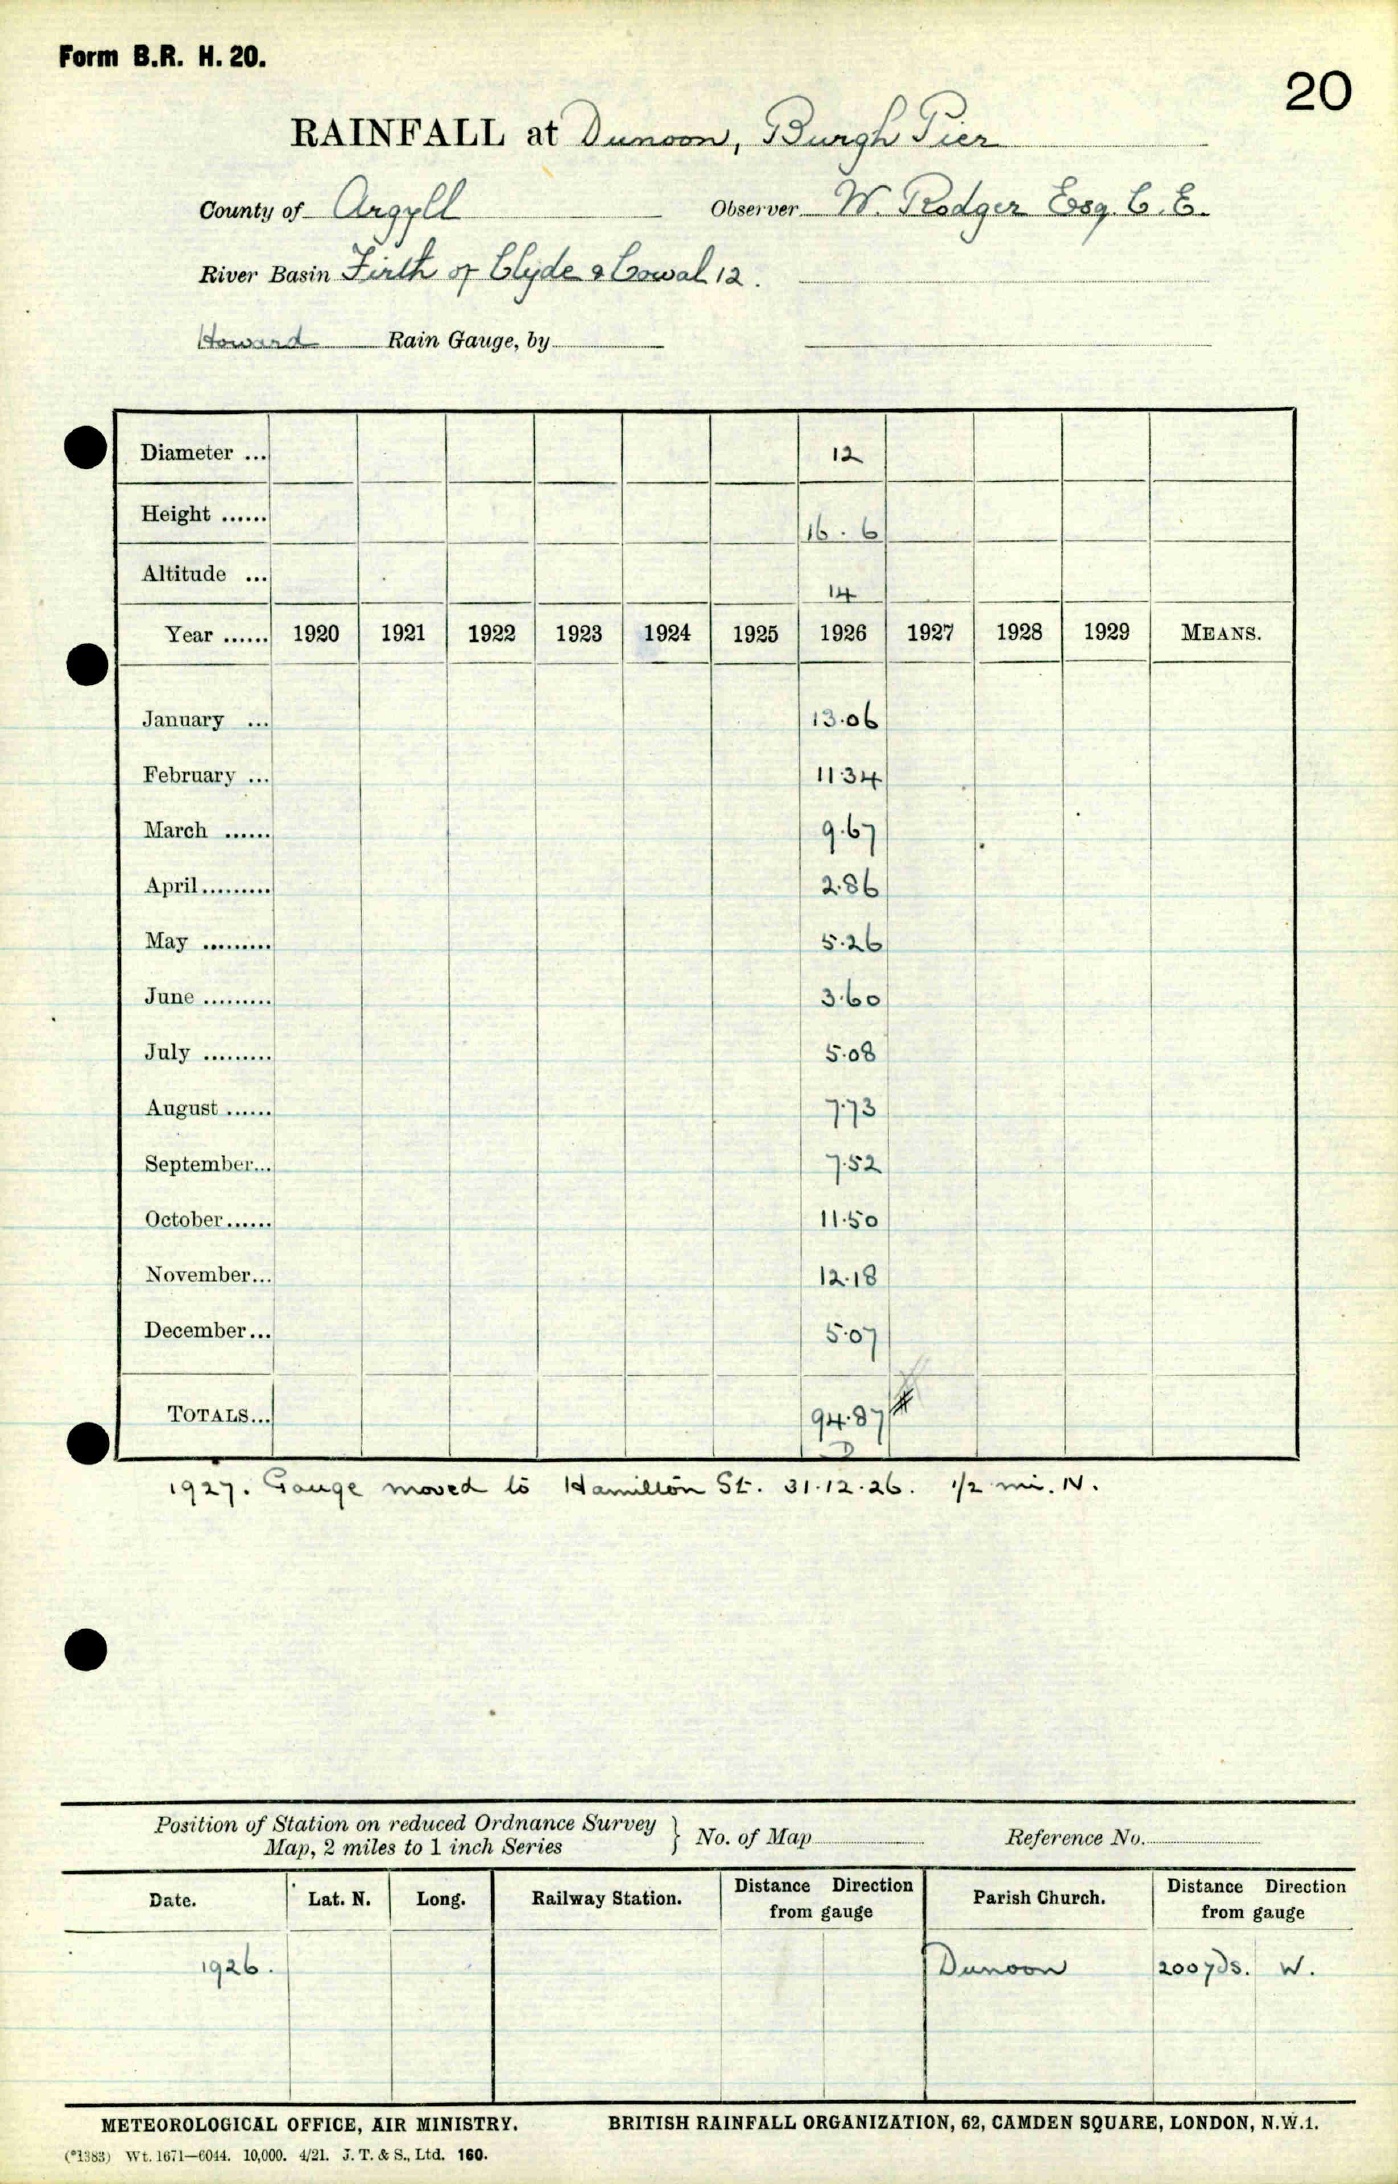 Form B.R. H. 20.
20
RAINFALL at Dunoon, Burgh Pier
County of Argyll Observer W. Rodger Esq. C.E.
River Basin Firth of Clyde & Cowal 12.
Howard Rain Gauge, by
Diameter ... 12
Height ...... 16 . 6
Altitude ... 14
Year ...... 1920 1921 1922 1923 1924 1925 1926 1927 1928 1929 MEANS.
January ... 13.06
February ... 11.34
March ...... 9.67
April ......... 2.86
May ......... 5.26
June ......... 3.60
July ......... 5.08
August ...... 7.73
September... 7.52
October ...... 11.50
November... 12.18
December... 5.07
TOTALS... 94.87
D
1927. Gauge moved to Hamilton St. 31.12.26. 1/2 mi. N.
Position of Station on reduced Ordnance Survey
Map, 2 miles to 1 inch Series } No. of Map Reference No.
Date. Lat. N. Long. Railway Station. Distance Direction from gauge Parish Church. Distance Direction from gauge
1926. Dunoon 200 yds. W.
METEOROLOGICAL OFFICE, AIR MINISTRY. BRITISH RAINFALL ORGANIZATION, 62, CAMDEN SQUARE, LONDON, N.W.1.
(*1383) Wt. 1671—6044. 10,000. 4/21. J. T. & S., Ltd. 160.